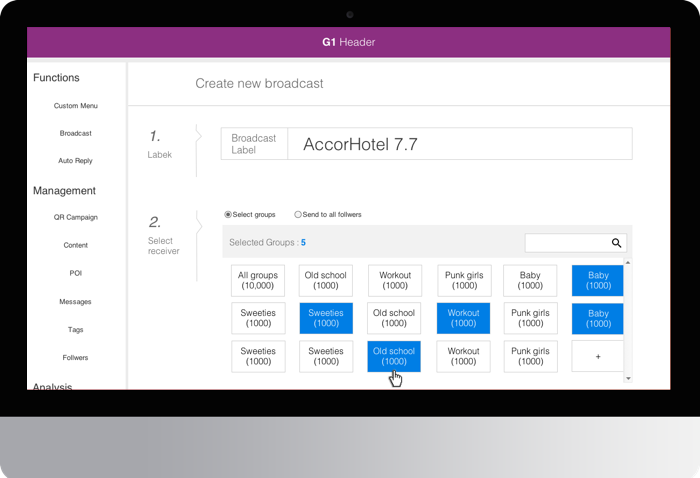 G1 Header
Functions
Custom Menu
Broadcast
Auto Reply
Management
QR Campaign
Content
POI
Messages
Tags
Follwers
Analysis
Create new broadcast
1.
Labek
Broadcast
Label
AccorHotel 7.7
2.
Select
receiver
Select groups
Send to all follwers
Selected Groups : 5
All groups
(10,000)
Old school
(1000)
Workout
(1000)
Punk girls
(1000)
Baby
(1000)
Baby
(1000)
Sweeties
(1000)
Sweeties
(1000)
Old school
(1000)
Workout
(1000)
Punk girls
(1000)
Baby
(1000)
Sweeties
(1000)
Sweeties
(1000)
Old school
(1000)
Workout
(1000)
Punk girls
(1000)
+